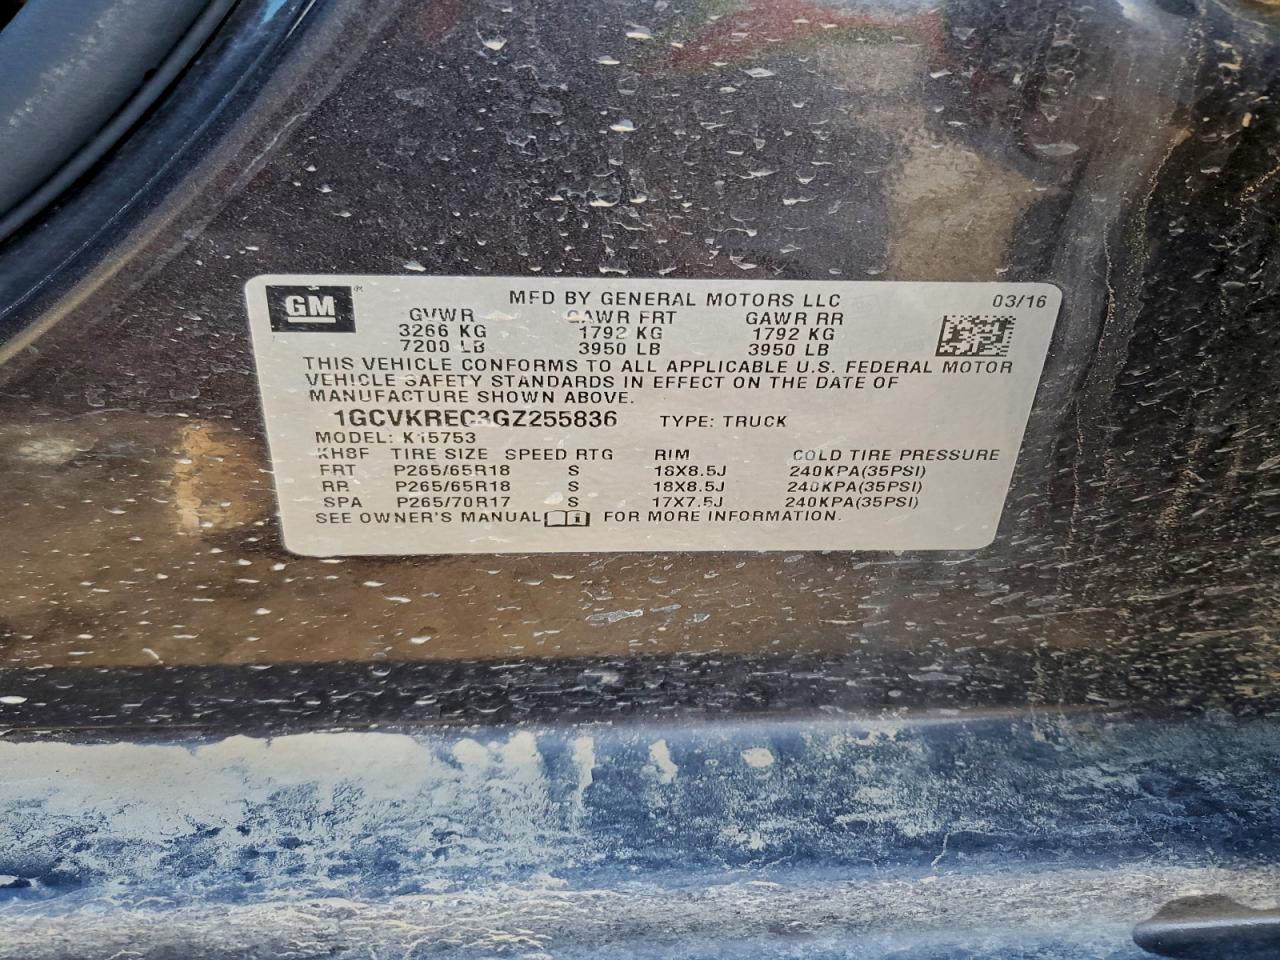 GM
MFD BY GENERAL MOTORS LLC 03/16
GVWR GAWR FRT GAWR RR
3266 KG 1792 KG 1792 KG
7200 LB 3950 LB 3950 LB
THIS VEHICLE CONFORMS TO ALL APPLICABLE U.S. FEDERAL MOTOR
VEHICLE SAFETY STANDARDS IN EFFECT ON THE DATE OF
MANUFACTURE SHOWN ABOVE.
1GCVKREC3GZ255836 TYPE: TRUCK
MODEL: K15753
KH8F TIRE SIZE SPEED RTG RIM COLD TIRE PRESSURE
FRT P265/65R18 S 18X8.5J 240KPA(35PSI)
RR P265/65R18 S 18X8.5J 240KPA(35PSI)
SPA P265/70R17 S 17X7.5J 240KPA(35PSI)
SEE OWNER'S MANUAL FOR MORE INFORMATION.